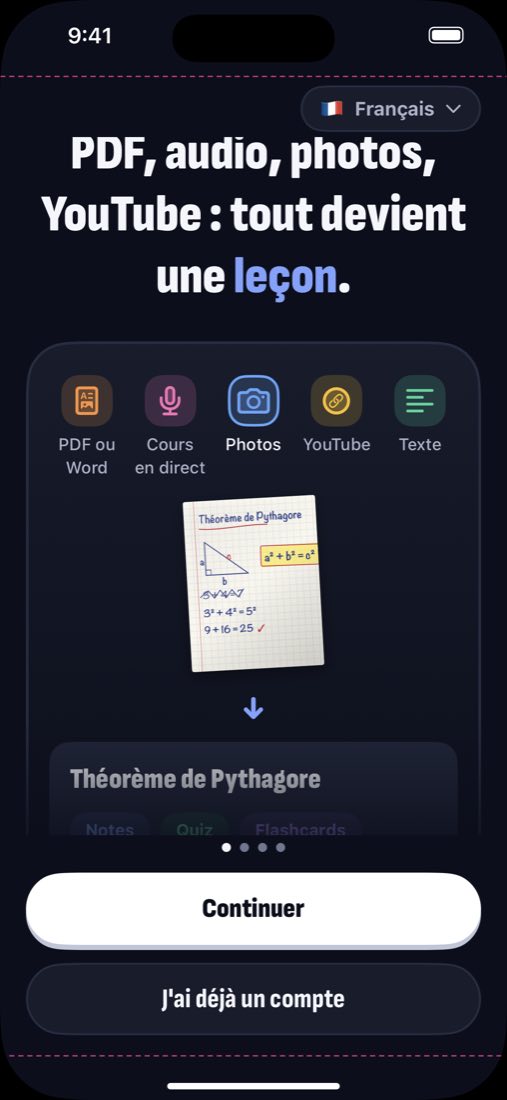 9:41
Français
PDF, audio, photos,
YouTube : tout devient
une leçon.
PDF ou
Word
Cours
en direct
Photos
YouTube
Texte
Théorème de Pythagore
a² + b² = c²
a
b
3² + 4² = 5²
9 + 16 = 25 ✓
Théorème de Pythagore
Notes
Quiz
Flashcards
Continuer
J'ai déjà un compte